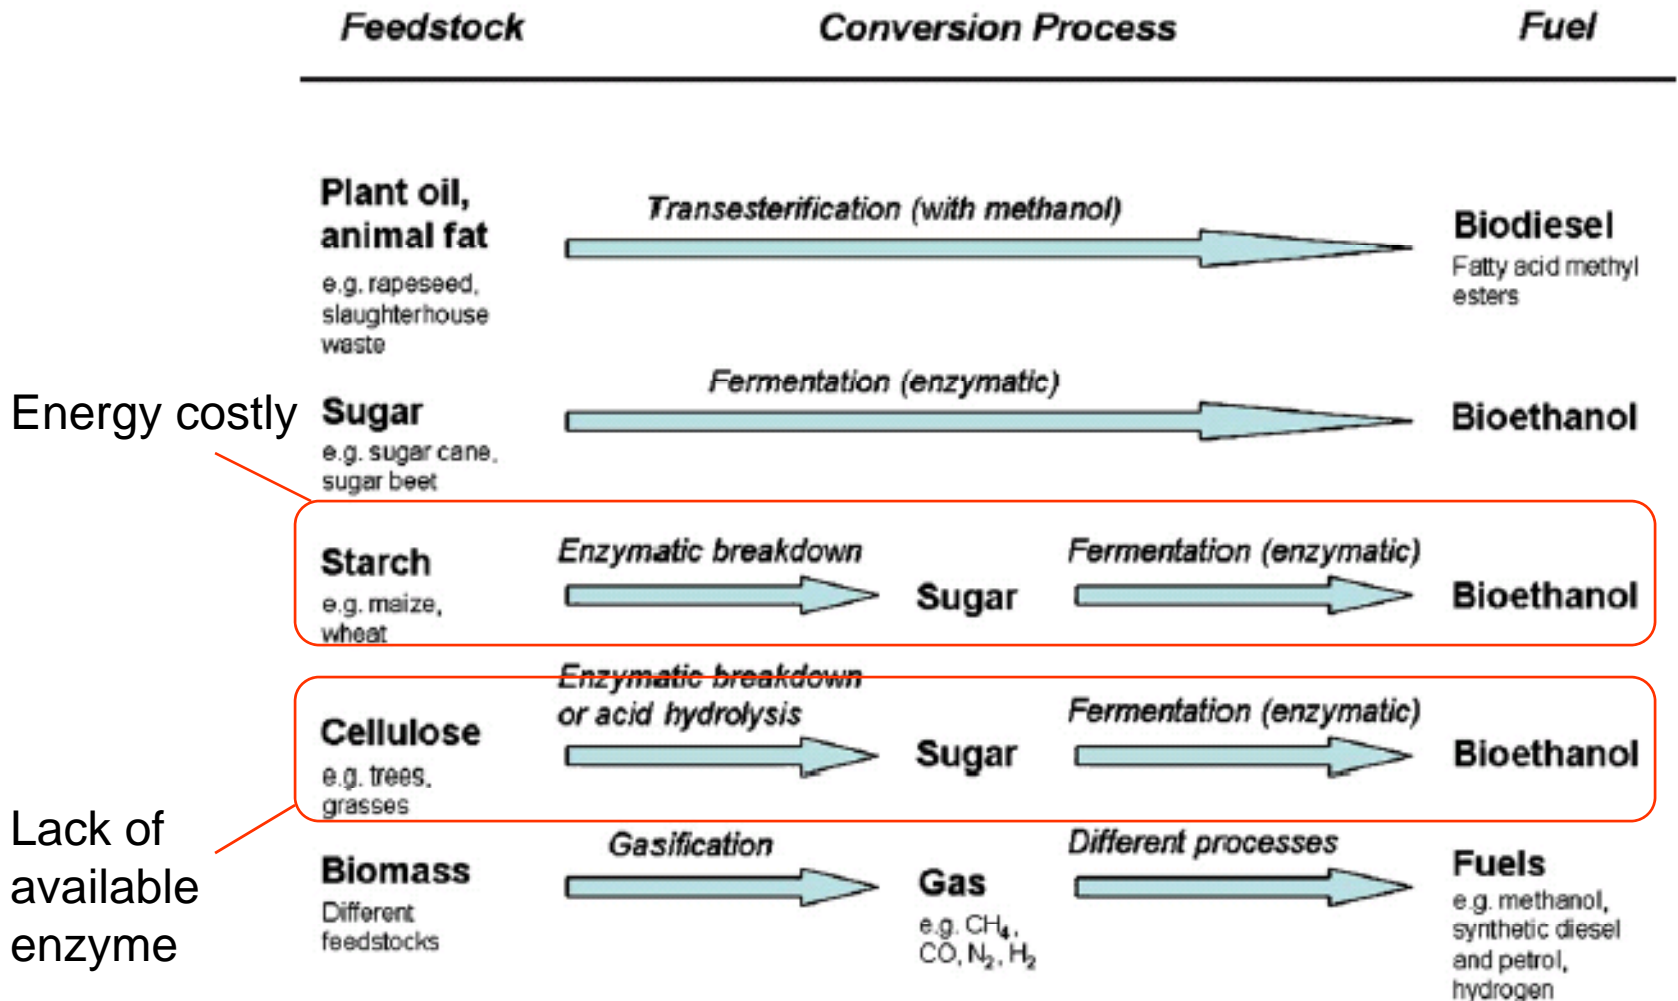 Feedstock Conversion Process Fuel
Plant oil,
animal fat
e.g. rapeseed,
slaughterhouse
waste
Transesterification (with methanol)
Biodiesel
Fatty acid methyl
esters
Energy costly
Sugar
e.g. sugar cane,
sugar beet
Fermentation (enzymatic)
Bioethanol
Starch
e.g. maize,
wheat
Enzymatic breakdown
Sugar
Fermentation (enzymatic)
Bioethanol
Cellulose
e.g. trees,
grasses
Enzymatic breakdown
or acid hydrolysis
Sugar
Fermentation (enzymatic)
Bioethanol
Lack of
available
enzyme
Biomass
Different
feedstocks
Gasification
Gas
e.g. CH₄,
CO, N₂, H₂
Different processes
Fuels
e.g. methanol,
synthetic diesel
and petrol,
hydrogen